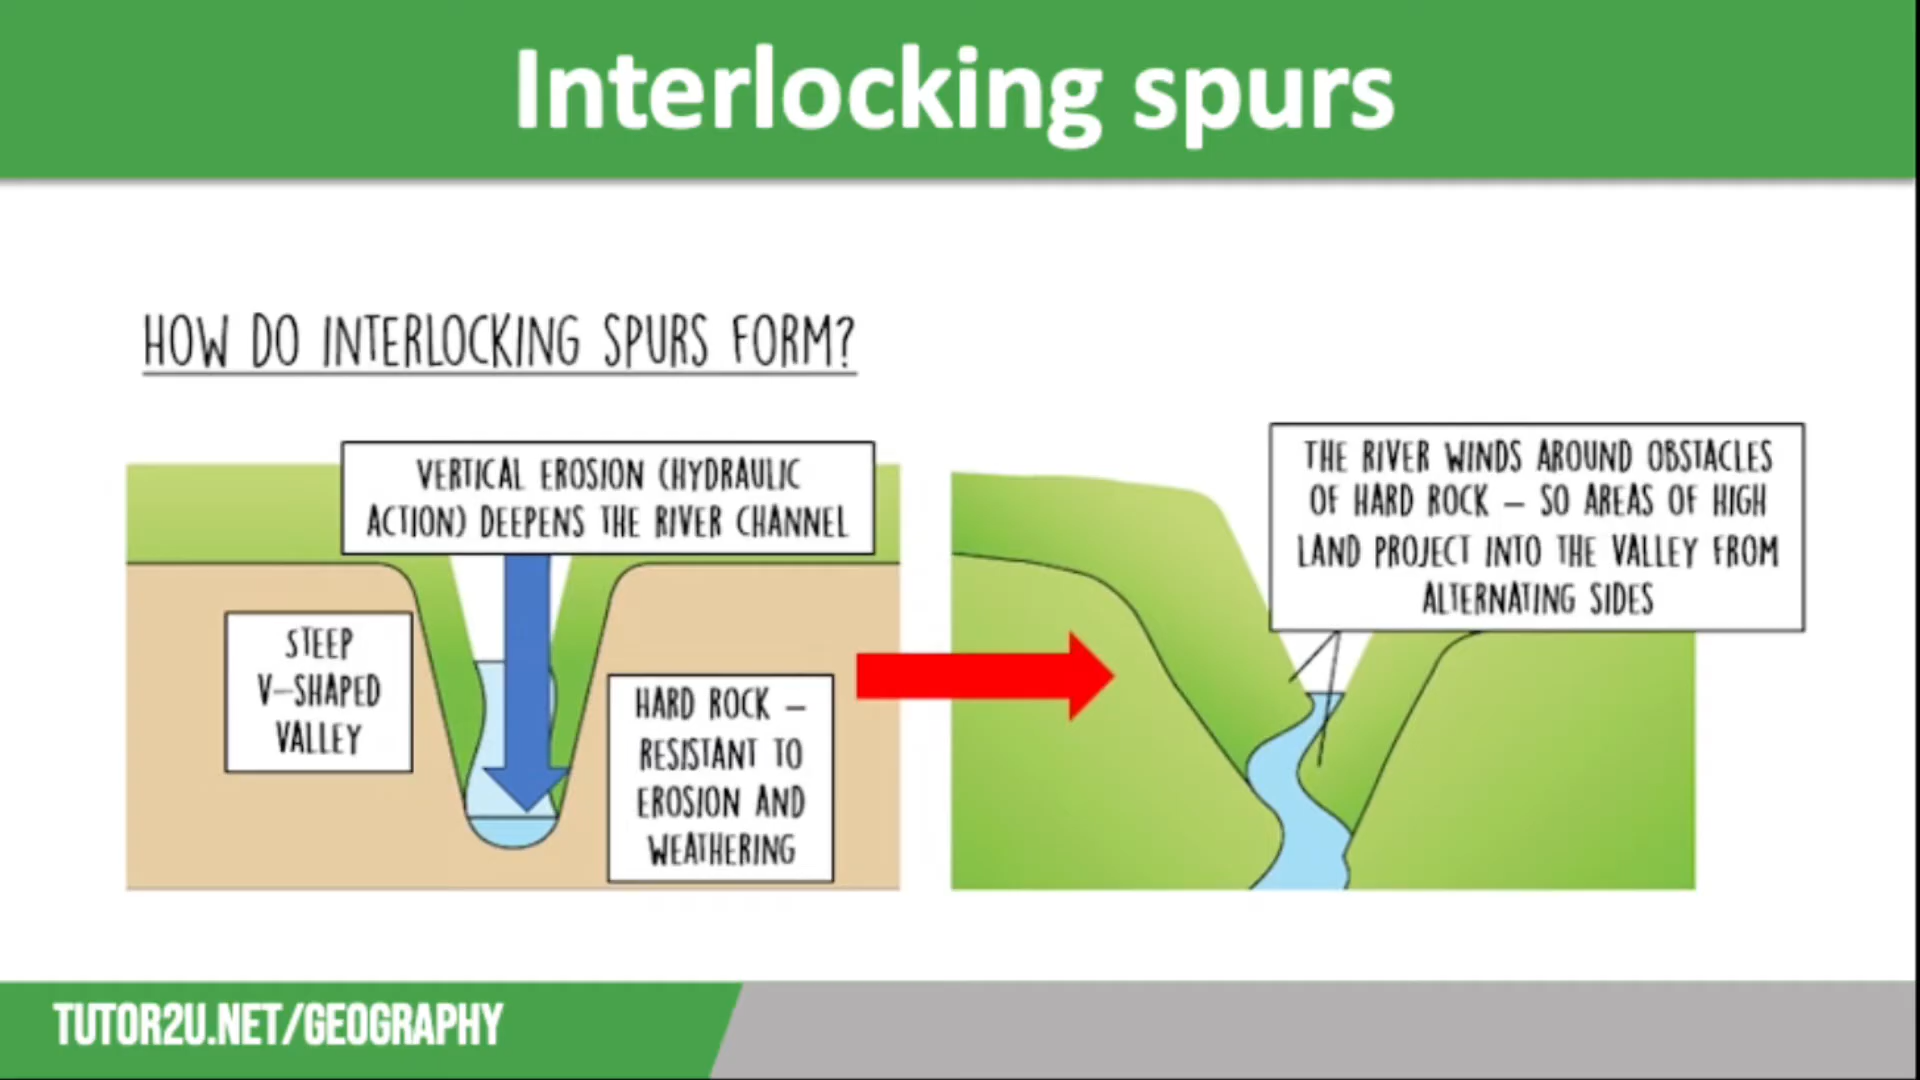 Interlocking spurs
HOW DO INTERLOCKING SPURS FORM?
VERTICAL EROSION (HYDRAULIC
ACTION) DEEPENS THE RIVER CHANNEL
STEEP
V-SHAPED
VALLEY
HARD ROCK –
RESISTANT TO
EROSION AND
WEATHERING
THE RIVER WINDS AROUND OBSTACLES
OF HARD ROCK – SO AREAS OF HIGH
LAND PROJECT INTO THE VALLEY FROM
ALTERNATING SIDES
TUTOR2U.NET/GEOGRAPHY